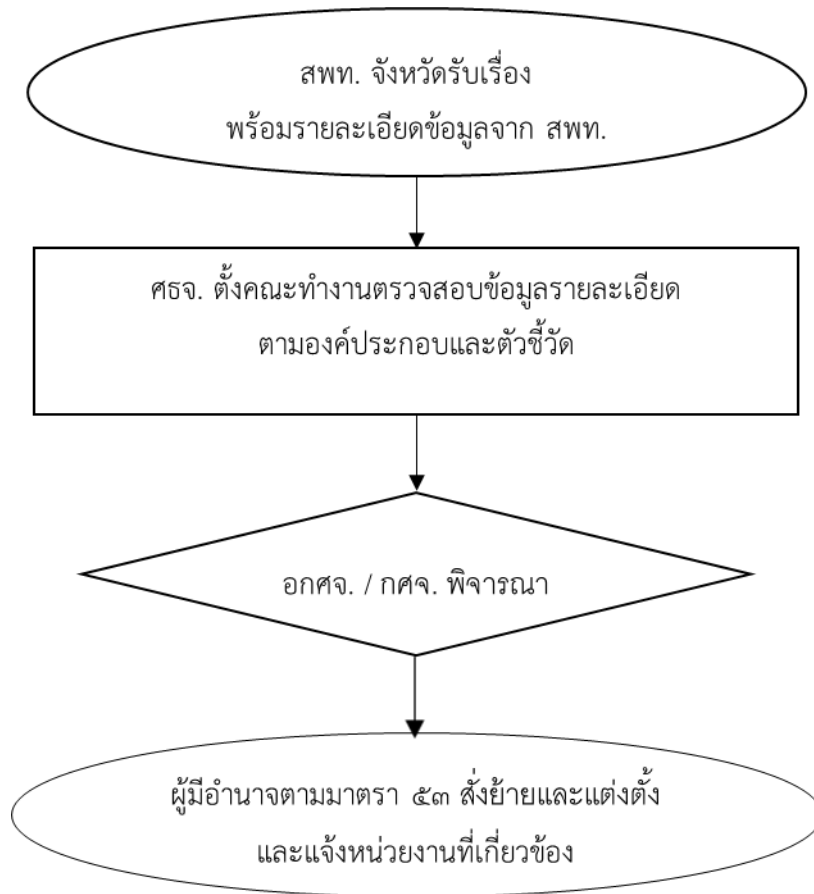 สพท. จังหวัดรับเรื่อง
พร้อมรายละเอียดข้อมูลจาก สพท.
ศธจ. ตั้งคณะทำงานตรวจสอบข้อมูลรายละเอียด
ตามองค์ประกอบและตัวชี้วัด
อกศจ. / กศจ. พิจารณา
ผู้มีอำนาจตามมาตรา ๕๓ สั่งย้ายและแต่งตั้ง
และแจ้งหน่วยงานที่เกี่ยวข้อง